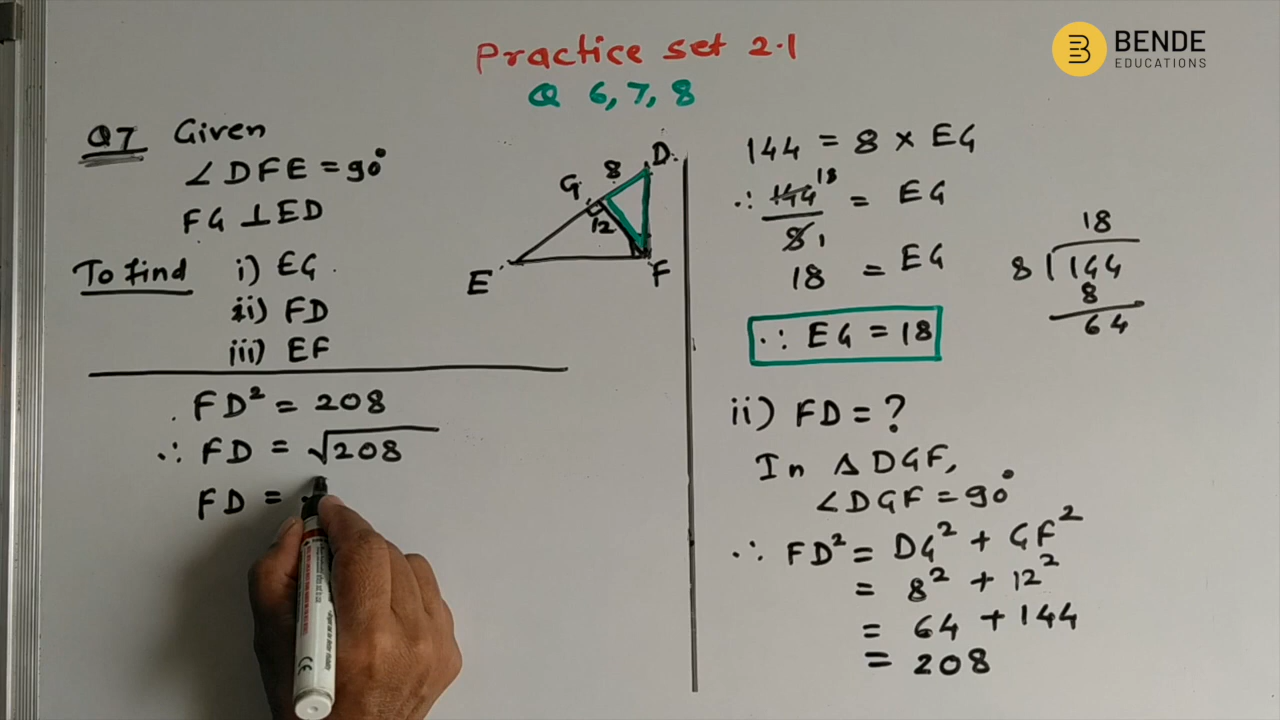 BENDE
EDUCATIONS
Practice set 2.1
Q 6, 7, 8
Q7 Given
∠DFE = 90°
FG ⊥ ED
To find i) EG
ii) FD
iii) EF
D
8
G
12
E
F
FD² = 208
∴ FD = √208
FD =
144 = 8 × EG
∴ 144/8 = EG
18
1
18 = EG
∴ EG = 18
18
8 144
8
64
ii) FD = ?
In ΔDGF,
∠DGF = 90°
∴ FD² = DG² + GF²
= 8² + 12²
= 64 + 144
= 208